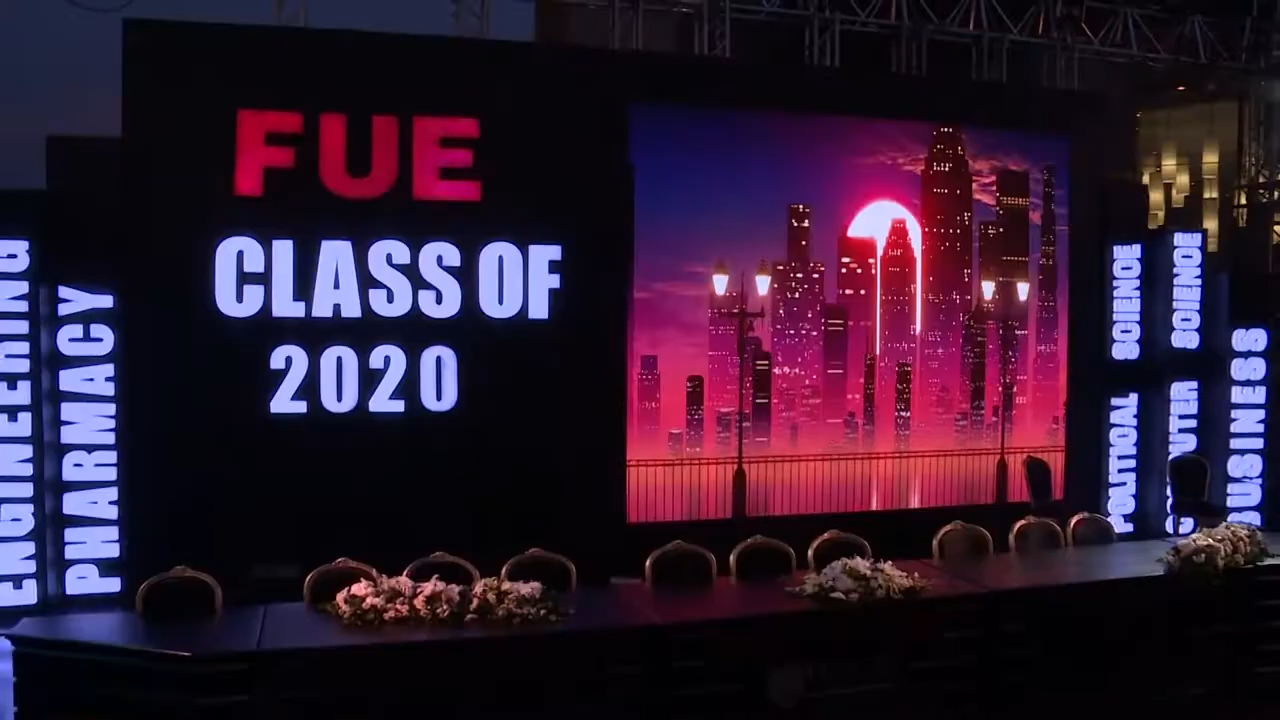 ENGINEERING
PHARMACY
FUE
CLASS OF
2020
POLITICAL SCIENCE
COMPUTER SCIENCE
BUSINESS